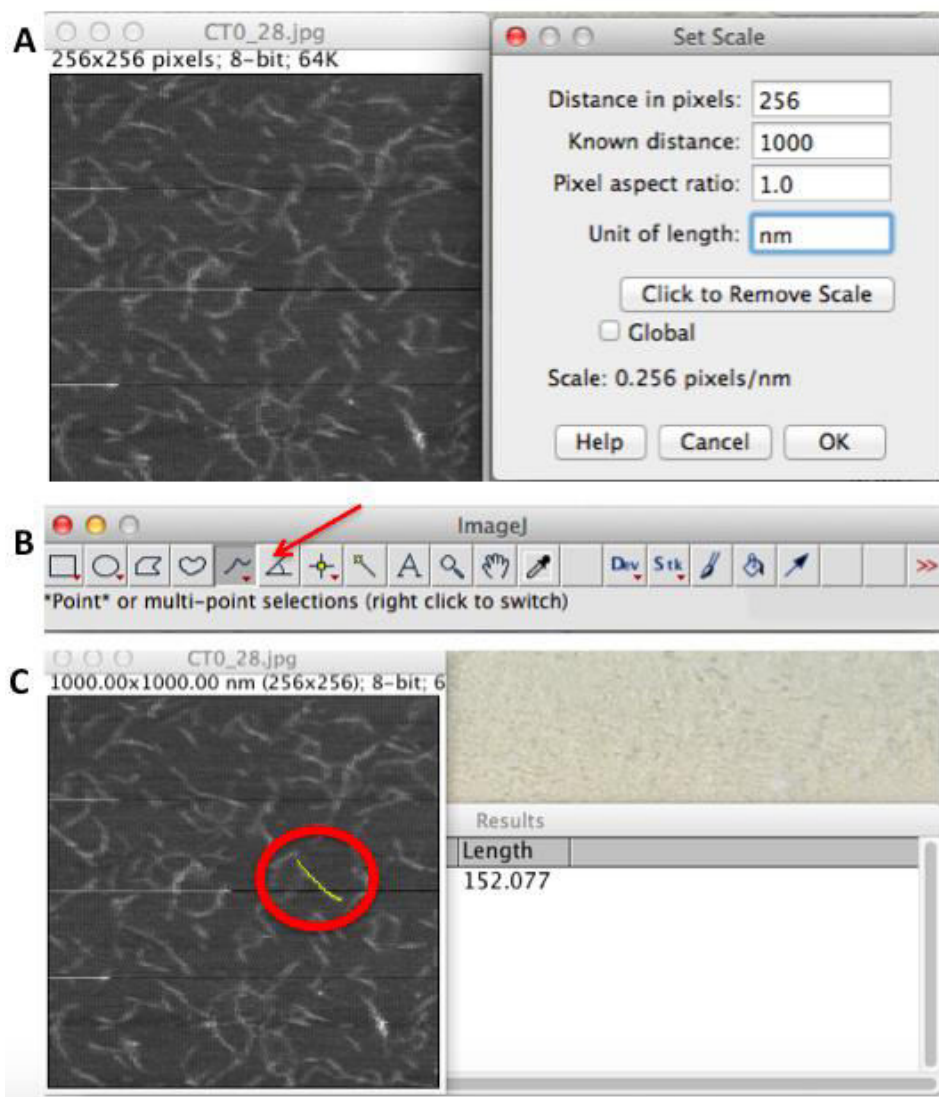 A
CT0_28.jpg
256x256 pixels; 8-bit; 64K
Set Scale
Distance in pixels: 256
Known distance: 1000
Pixel aspect ratio: 1.0
Unit of length: nm
Click to Remove Scale
Global
Scale: 0.256 pixels/nm
Help Cancel OK
B
ImageJ
A Dev Stk >>
*Point* or multi-point selections (right click to switch)
C
CT0_28.jpg
1000.00x1000.00 nm (256x256); 8-bit; 6
Results
Length
152.077